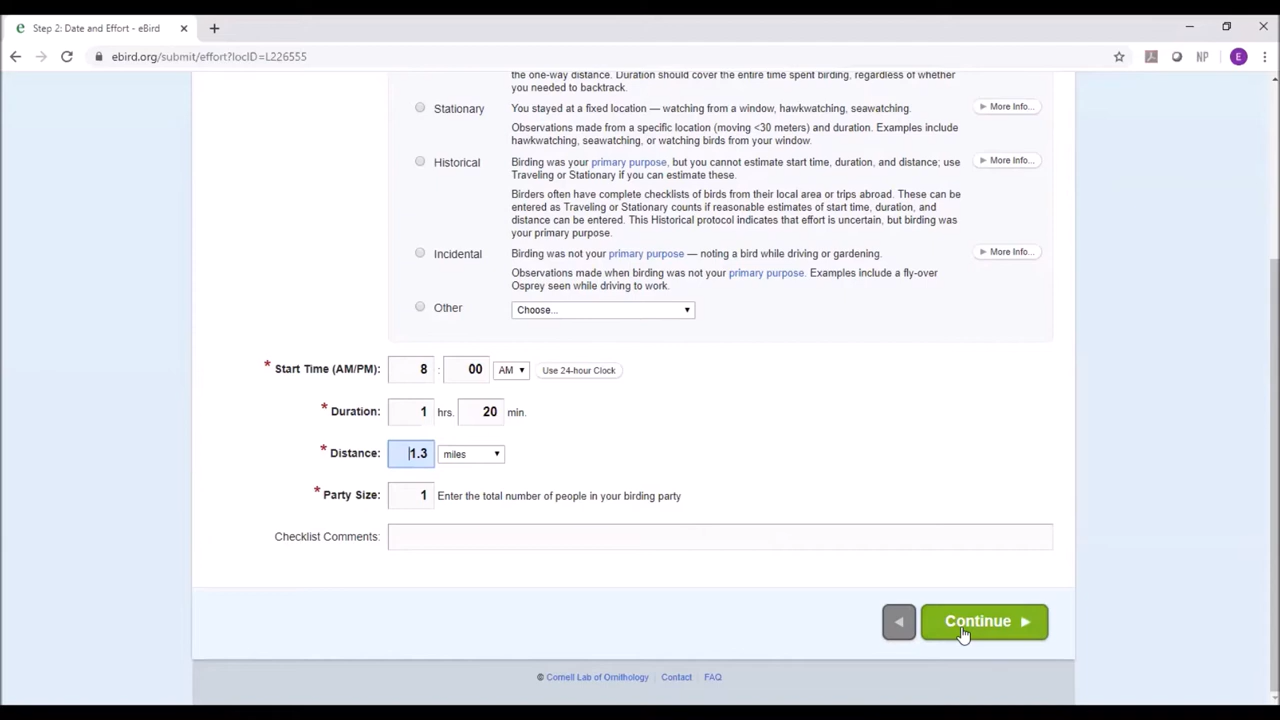 Step 2: Date and Effort - eBird
ebird.org/submit/effort?locID=L226555
NP
E
the one-way distance. Duration should cover the entire time spent birding, regardless of whether
you needed to backtrack.
Stationary
You stayed at a fixed location — watching from a window, hawkwatching, seawatching.
More Info...
Observations made from a specific location (moving <30 meters) and duration. Examples include
hawkwatching, seawatching, or watching birds from your window.
Historical
Birding was your primary purpose, but you cannot estimate start time, duration, and distance; use
Traveling or Stationary if you can estimate these.
More Info...
Birders often have complete checklists of birds from their local area or trips abroad. These can be
entered as Traveling or Stationary counts if reasonable estimates of start time, duration, and
distance can be entered. This Historical protocol indicates that effort is uncertain, but birding was
your primary purpose.
Incidental
Birding was not your primary purpose — noting a bird while driving or gardening.
More Info...
Observations made when birding was not your primary purpose. Examples include a fly-over
Osprey seen while driving to work.
Other
Choose...
* Start Time (AM/PM): 8 : 00 AM Use 24-hour Clock
* Duration: 1 hrs. 20 min.
* Distance: 1.3 miles
* Party Size: 1 Enter the total number of people in your birding party
Checklist Comments:
Continue
© Cornell Lab of Ornithology Contact FAQ